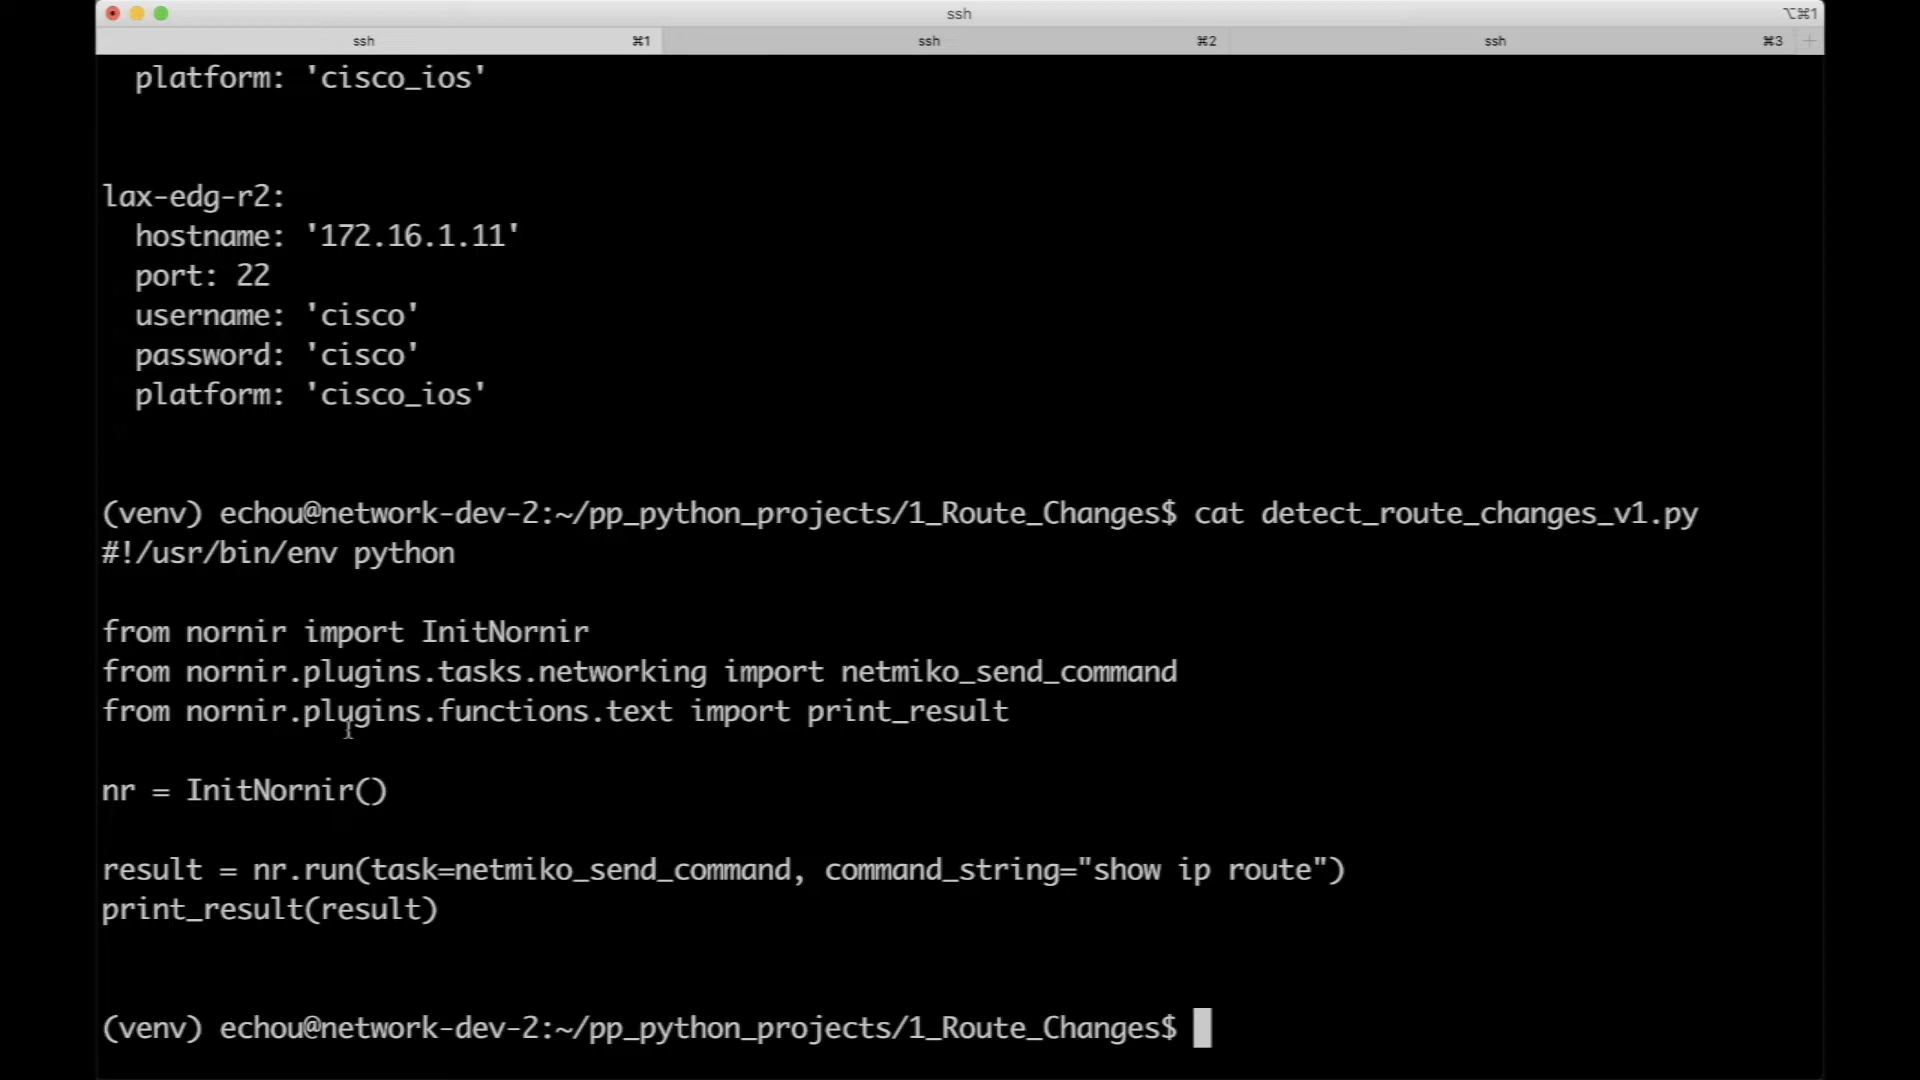 ssh
⌥⌘1
ssh ⌘1 ssh ⌘2 ssh ⌘3
platform: 'cisco_ios'
lax-edg-r2:
hostname: '172.16.1.11'
port: 22
username: 'cisco'
password: 'cisco'
platform: 'cisco_ios'
(venv) echou@network-dev-2:~/pp_python_projects/1_Route_Changes$ cat detect_route_changes_v1.py
#!/usr/bin/env python
from nornir import InitNornir
from nornir.plugins.tasks.networking import netmiko_send_command
from nornir.plugins.functions.text import print_result
nr = InitNornir()
result = nr.run(task=netmiko_send_command, command_string="show ip route")
print_result(result)
(venv) echou@network-dev-2:~/pp_python_projects/1_Route_Changes$